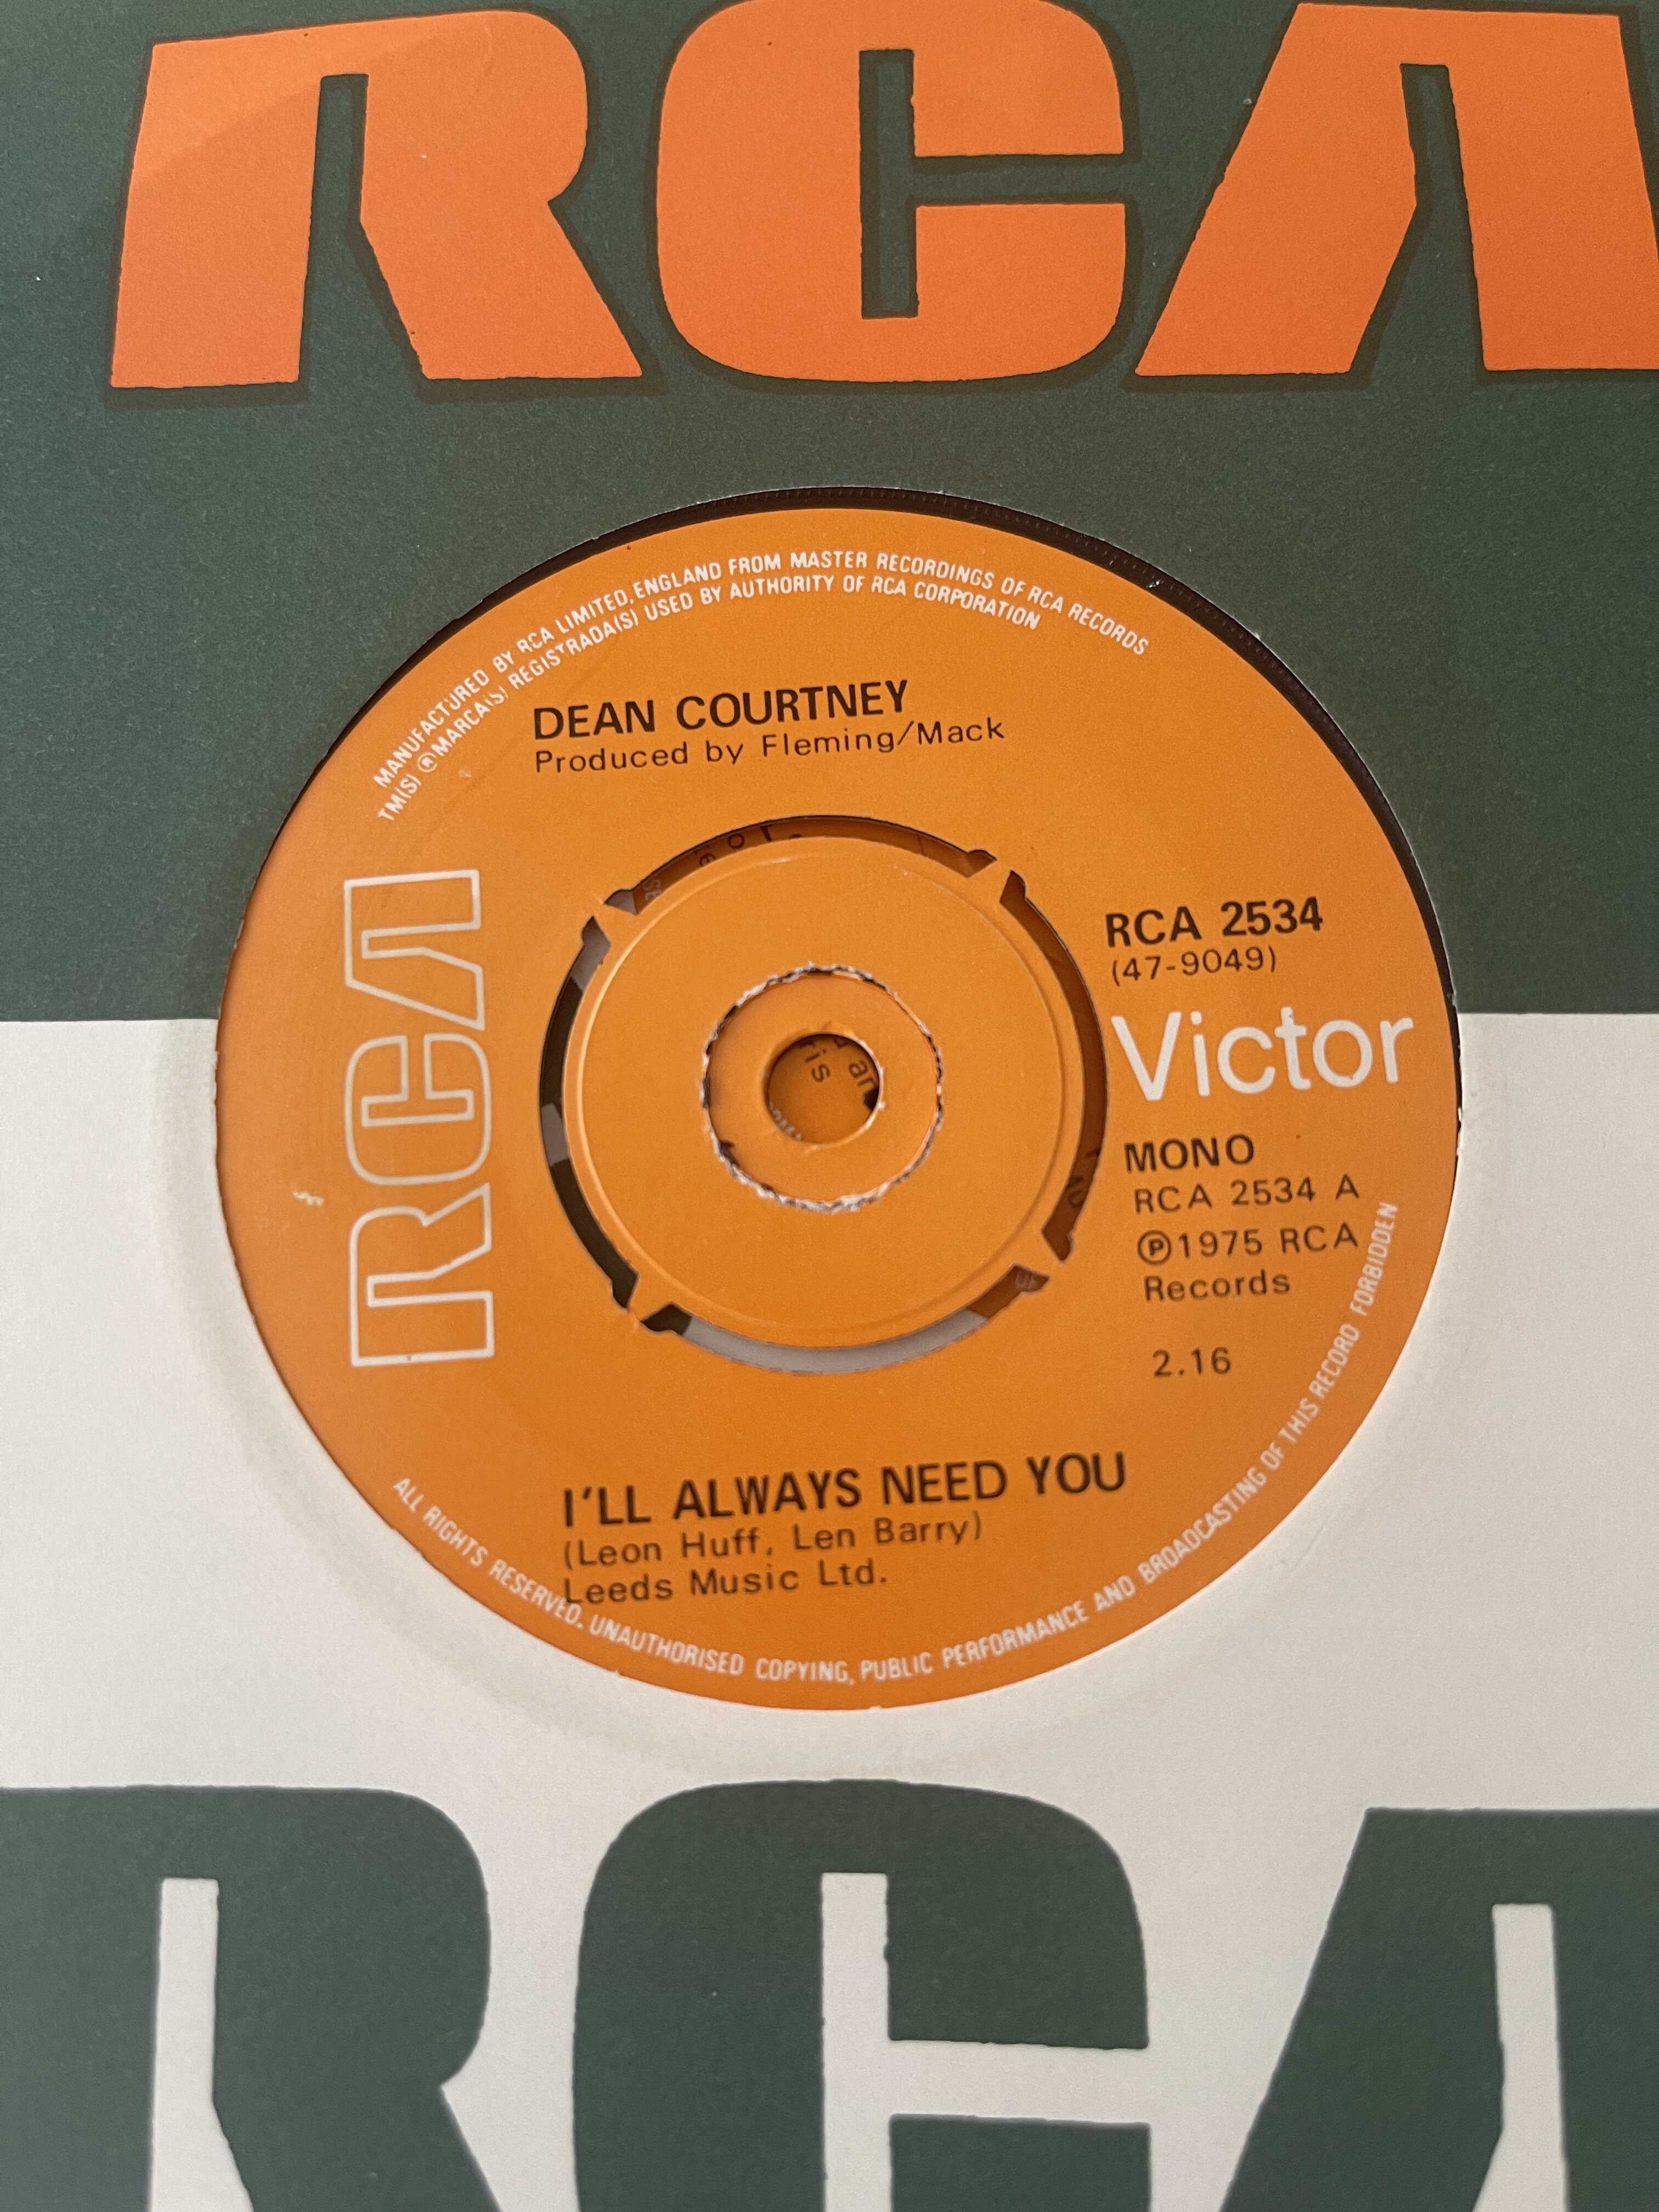 RCA
MANUFACTURED BY RCA LIMITED, ENGLAND FROM MASTER RECORDINGS OF RCA RECORDS
TM(S) ® MARCA(S) REGISTRADA(S) USED BY AUTHORITY OF RCA CORPORATION
DEAN COURTNEY
Produced by Fleming/Mack
RCA
RCA 2534
(47-9049)
Victor
MONO
RCA 2534 A
Ⓟ1975 RCA
Records
2.16
I'LL ALWAYS NEED YOU
(Leon Huff, Len Barry)
Leeds Music Ltd.
ALL RIGHTS RESERVED. UNAUTHORISED COPYING, PUBLIC PERFORMANCE AND BROADCASTING OF THIS RECORD FORBIDDEN
RCA